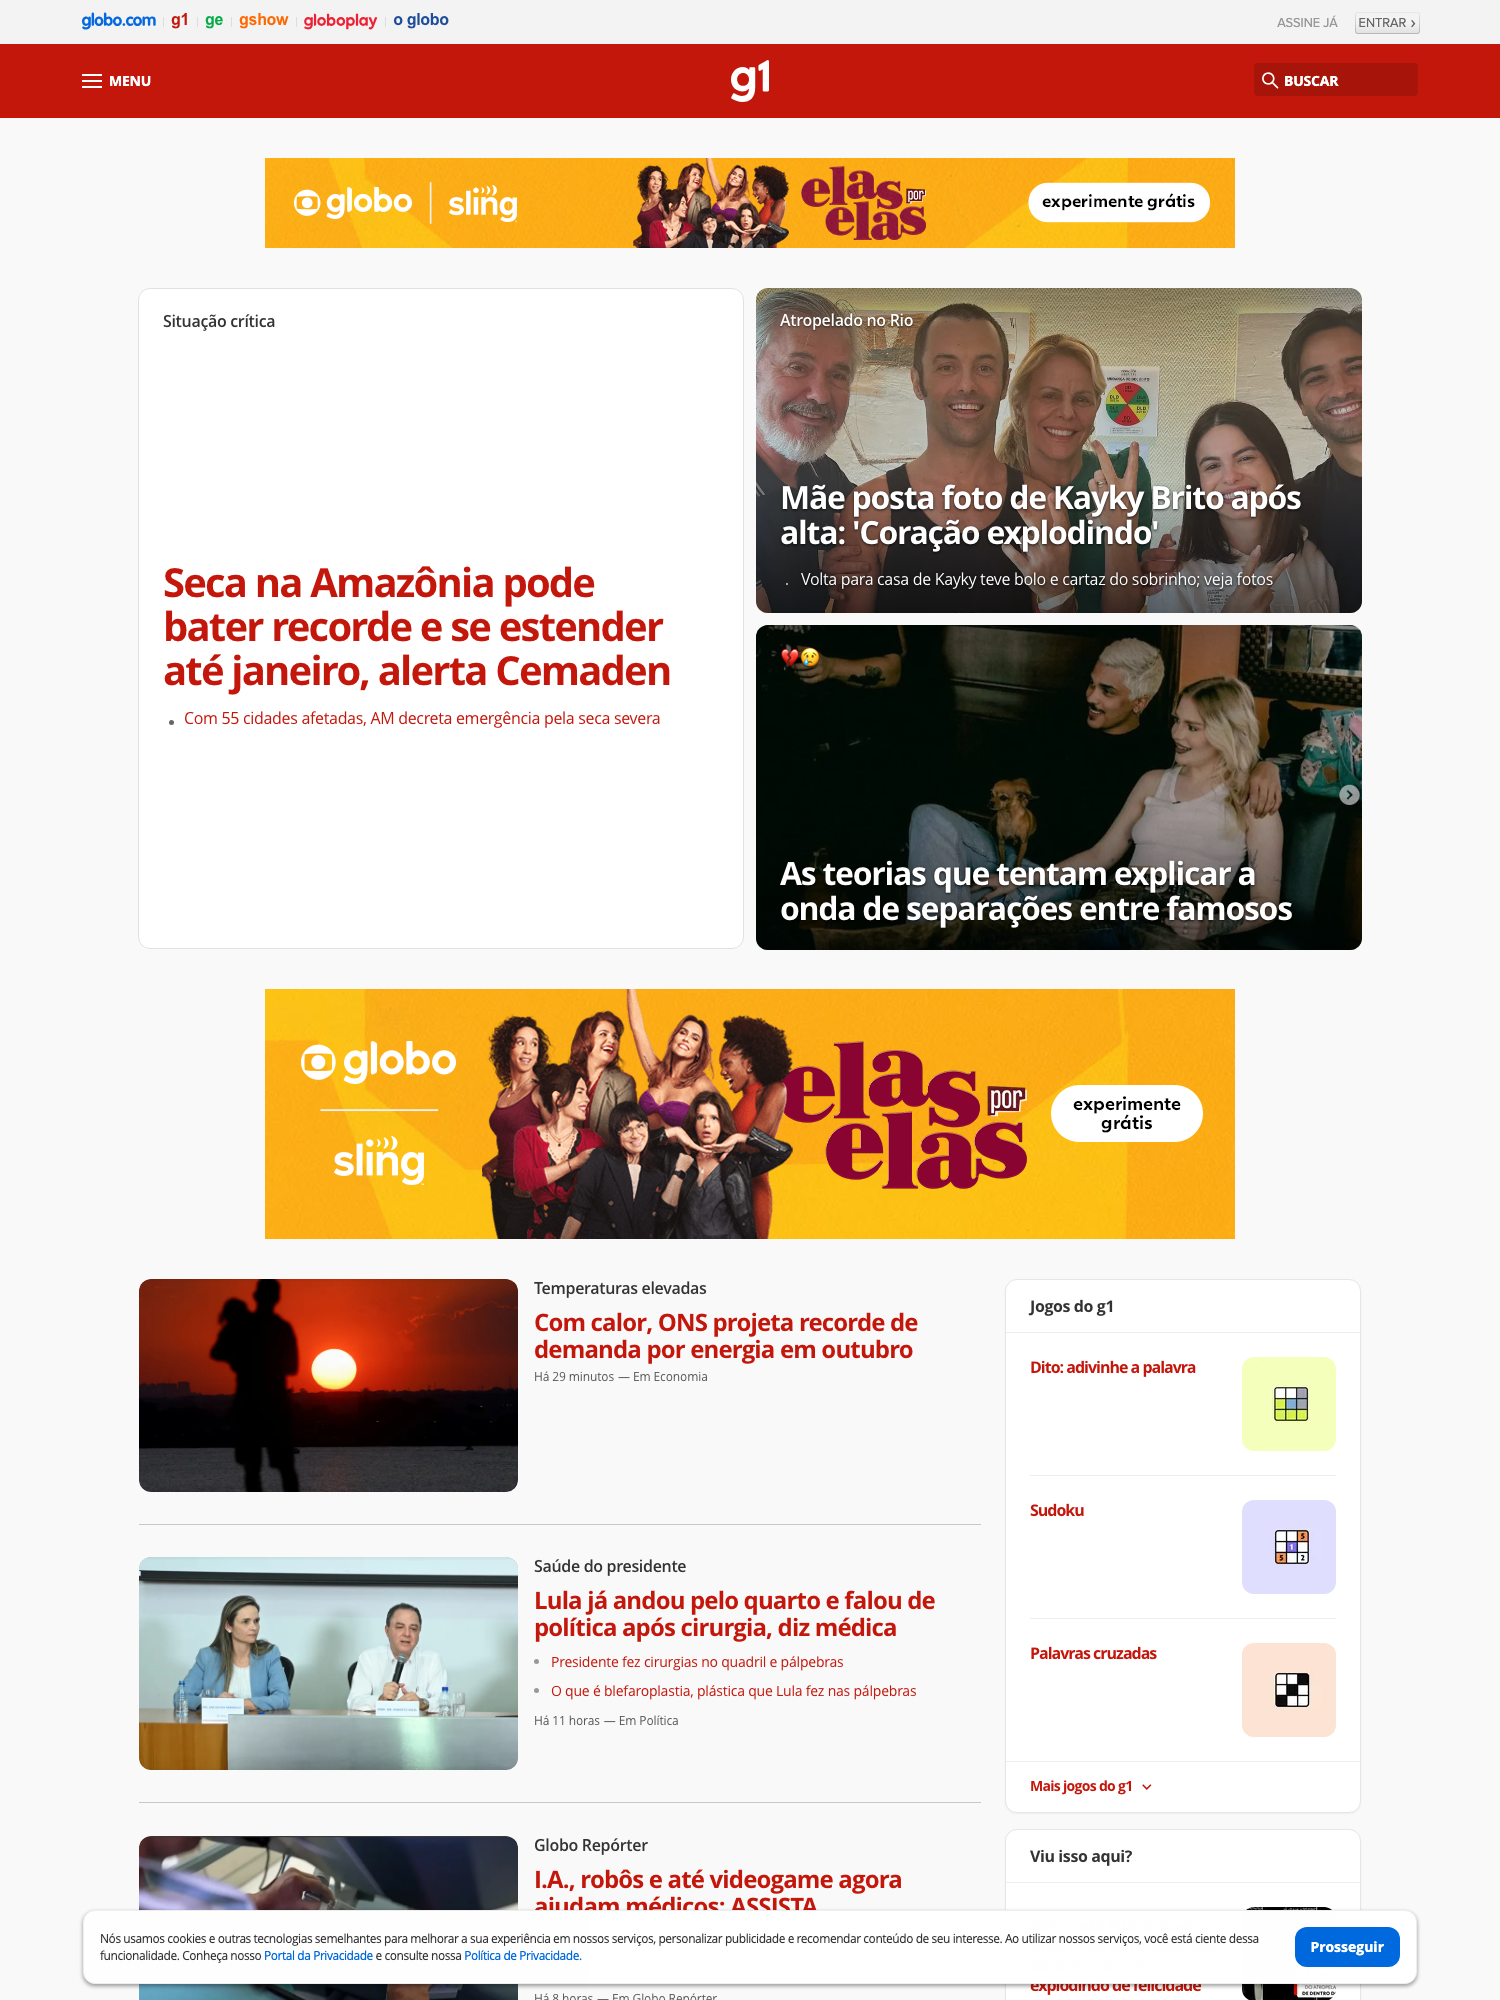 globo.com g1 ge gshow globoplay o globo
ASSINE JÁ ENTRAR ›
MENU
g1
BUSCAR
globo sling
elas por elas
experimente grátis
Situação crítica
Seca na Amazônia pode
bater recorde e se estender
até janeiro, alerta Cemaden
Com 55 cidades afetadas, AM decreta emergência pela seca severa
Atropelado no Rio
Mãe posta foto de Kayky Brito após
alta: 'Coração explodindo'
Volta para casa de Kayky teve bolo e cartaz do sobrinho; veja fotos
As teorias que tentam explicar a
onda de separações entre famosos
globo
sling
elas por
elas
experimente
grátis
Temperaturas elevadas
Com calor, ONS projeta recorde de
demanda por energia em outubro
Há 29 minutos — Em Economia
Saúde do presidente
Lula já andou pelo quarto e falou de
política após cirurgia, diz médica
Presidente fez cirurgias no quadril e pálpebras
O que é blefaroplastia, plástica que Lula fez nas pálpebras
Há 11 horas — Em Política
Globo Repórter
I.A., robôs e até videogame agora
ajudam médicos: ASSISTA
Há 8 horas — Em Globo Repórter
Jogos do g1
Dito: adivinhe a palavra
Sudoku
5
1
5 2
Palavras cruzadas
Mais jogos do g1
Viu isso aqui?
explodindo de felicidade
DO ATROPELA
DE DENTRO D
Nós usamos cookies e outras tecnologias semelhantes para melhorar a sua experiência em nossos serviços, personalizar publicidade e recomendar conteúdo de seu interesse. Ao utilizar nossos serviços, você está ciente dessa
funcionalidade. Conheça nosso Portal da Privacidade e consulte nossa Política de Privacidade.
Prosseguir